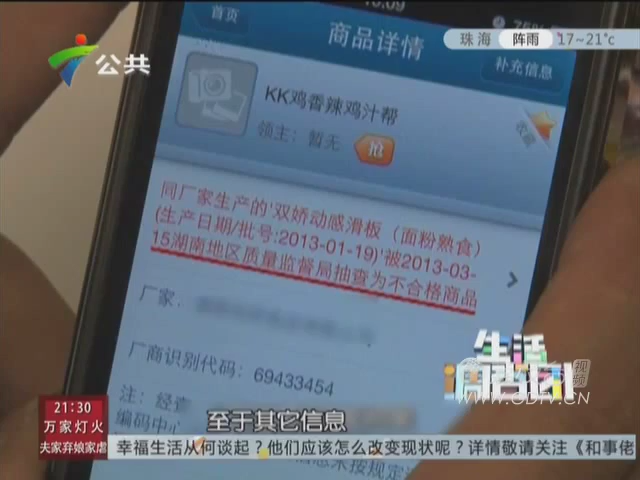 公共
珠海 阵雨 17~21℃
首页
商品详情
补充信息
KK鸡香辣鸡汁帮
领主：暂无 抢
收藏
同厂家生产的'双娇动感滑板（面粉熟食）
(生产日期/批号:2013-01-19)'被2013-03-
15湖南地区质量监督局抽查为不合格商品
厂家：
厂商识别代码：69433454
注：经
编码中心
生活
视频
至于其它信息
21:30
万家灯火
夫家弃娘家虐
幸福生活从何谈起？他们应该怎么改变现状呢？详情敬请关注《和事佬